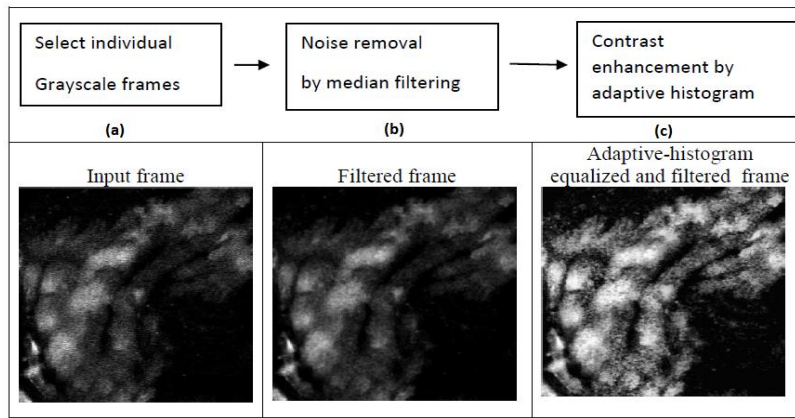 Select individual
Grayscale frames
(a)
Noise removal
by median filtering
(b)
Contrast
enhancement by
adaptive histogram
(c)
Input frame
Filtered frame
Adaptive-histogram
equalized and filtered frame